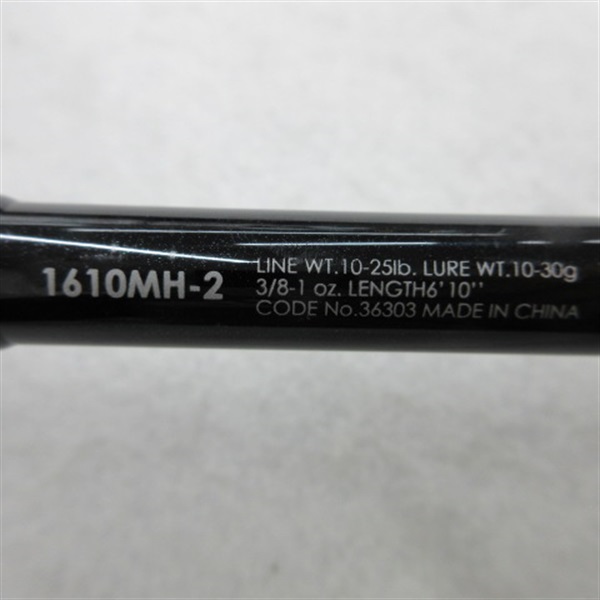 1610MH-2
LINE WT.10-25lb. LURE WT.10-30g
3/8-1 oz. LENGTH6'10''
CODE No.36303 MADE IN CHINA